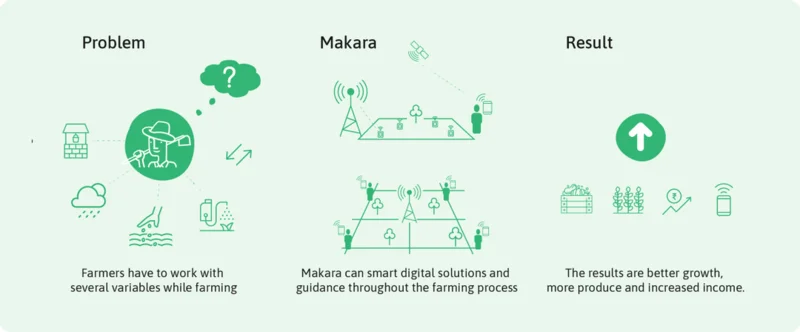 Problem
Makara
Result
?
₹
Farmers have to work with
several variables while farming
Makara can smart digital solutions and
guidance throughout the farming process
The results are better growth,
more produce and increased income.